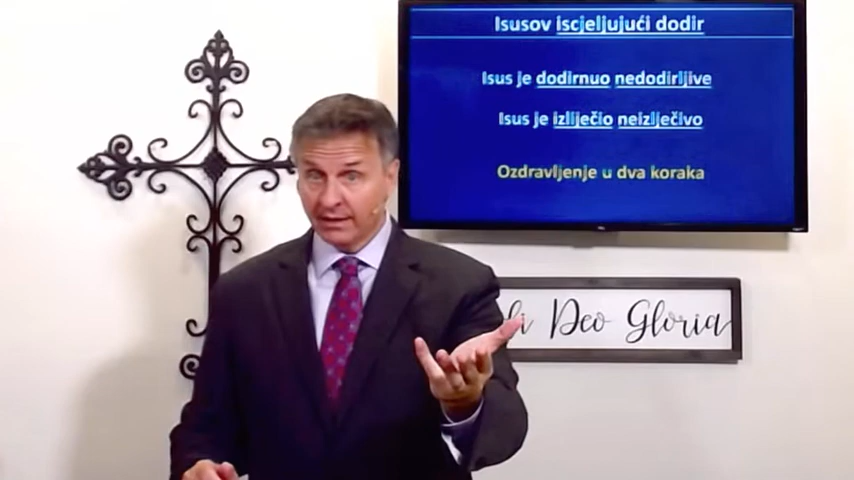 Isusov iscjeljujući dodir
Isus je dodirnuo nedodirljive
Isus je izliječio neizlječivo
Ozdravljenje u dva koraka
Deo Gloria